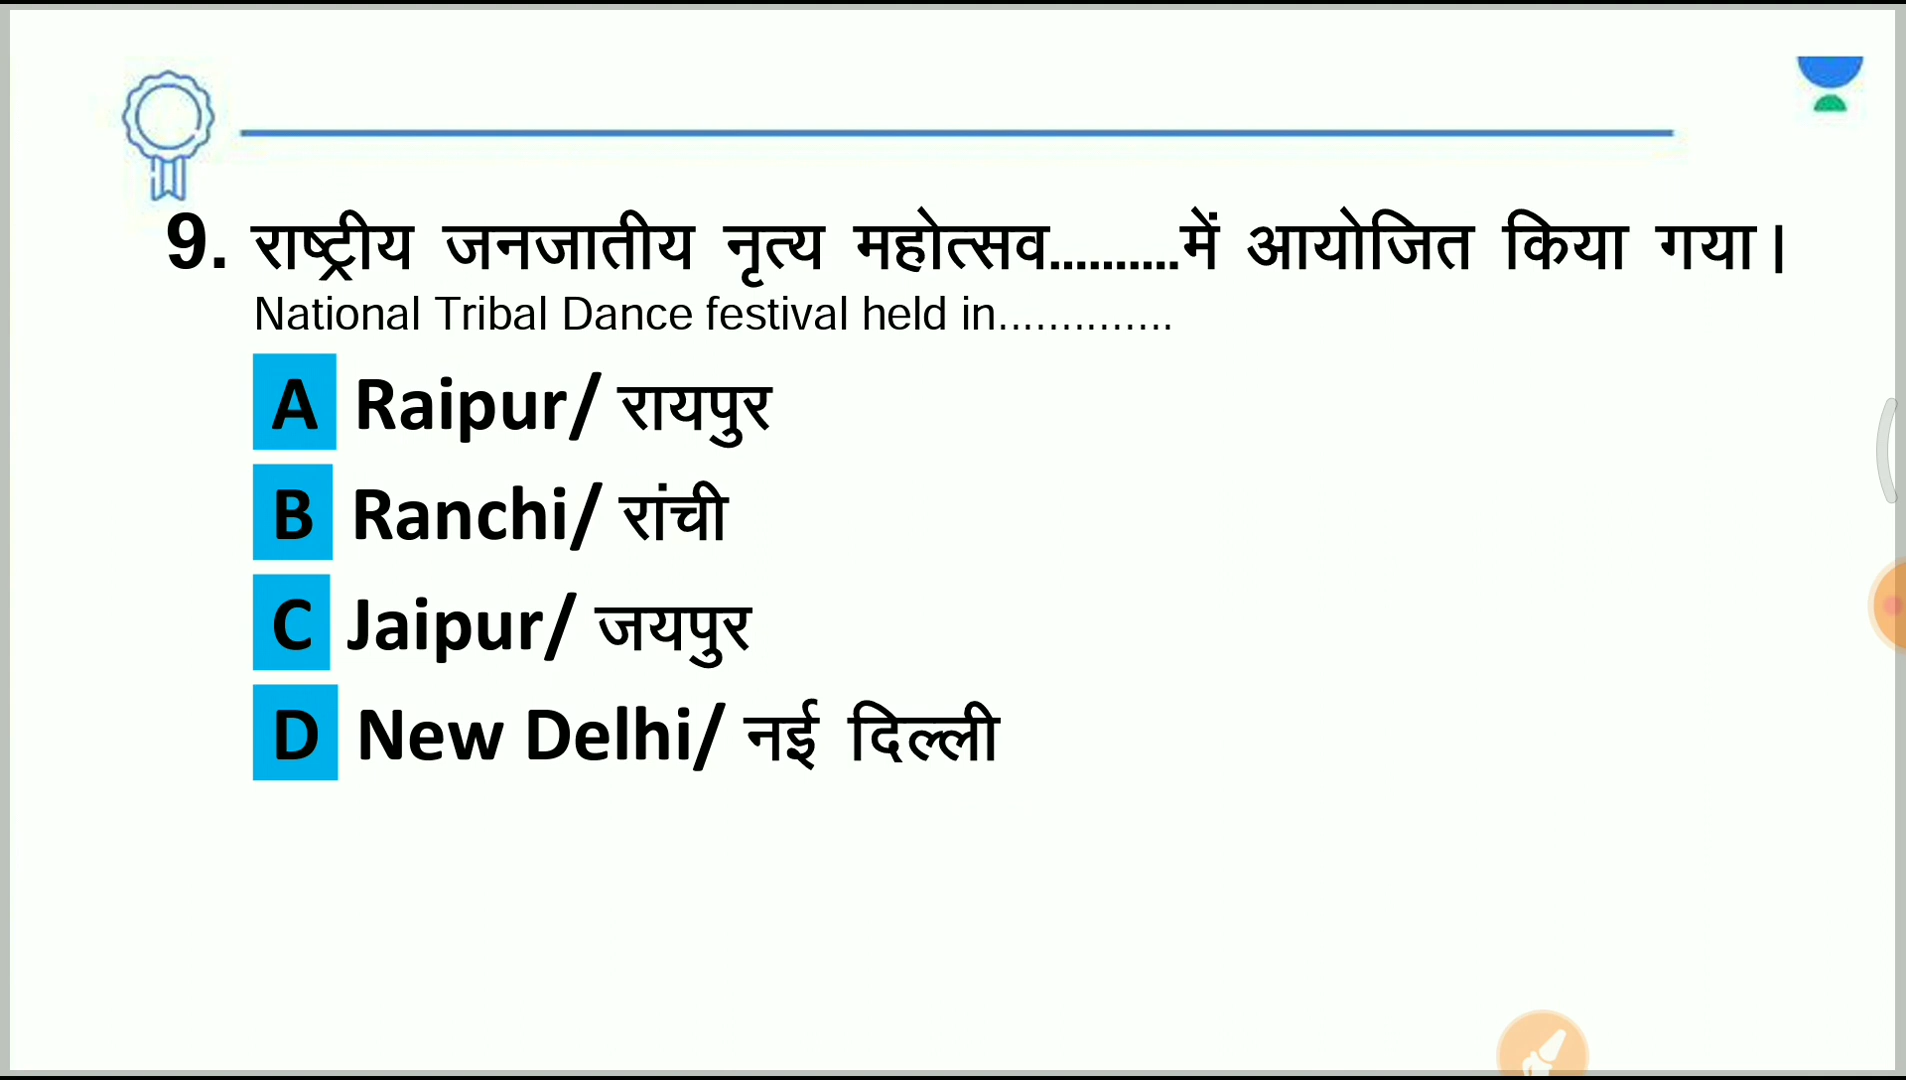 9. राष्ट्रीय जनजातीय नृत्य महोत्सव..........में आयोजित किया गया।
National Tribal Dance festival held in..............
A Raipur/ रायपुर
B Ranchi/ रांची
C Jaipur/ जयपुर
D New Delhi/ नई दिल्ली